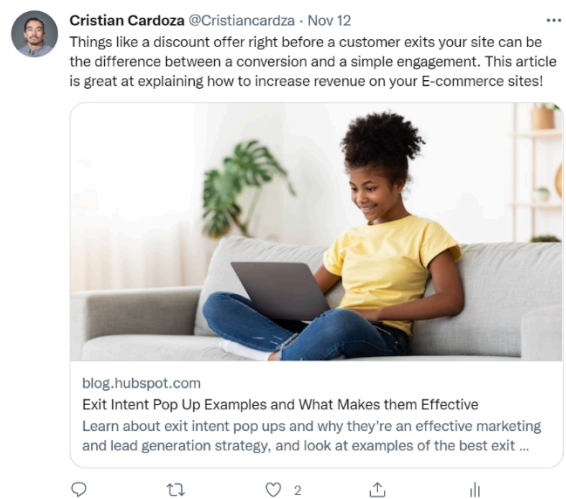 Cristian Cardoza @Cristiancardza · Nov 12
Things like a discount offer right before a customer exits your site can be
the difference between a conversion and a simple engagement. This article
is great at explaining how to increase revenue on your E-commerce sites!
blog.hubspot.com
Exit Intent Pop Up Examples and What Makes them Effective
Learn about exit intent pop ups and why they're an effective marketing
and lead generation strategy, and look at examples of the best exit ...
2